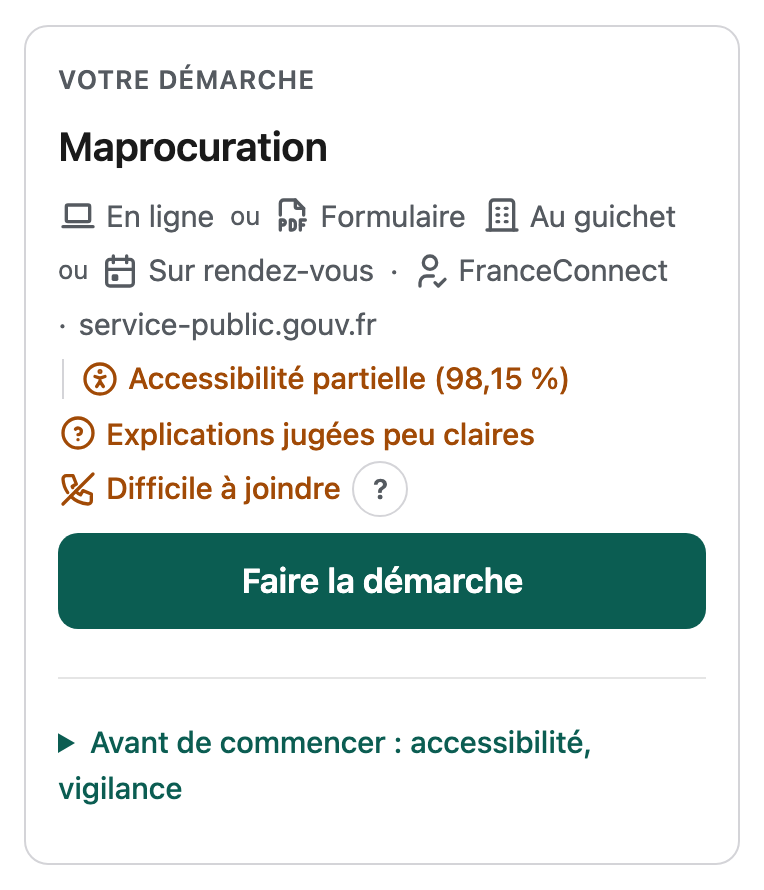 VOTRE DÉMARCHE
Maprocuration
En ligne ou PDF Formulaire Au guichet
ou Sur rendez-vous · FranceConnect
· service-public.gouv.fr
Accessibilité partielle (98,15 %)
? Explications jugées peu claires
Difficile à joindre ?
Faire la démarche
Avant de commencer : accessibilité,
vigilance